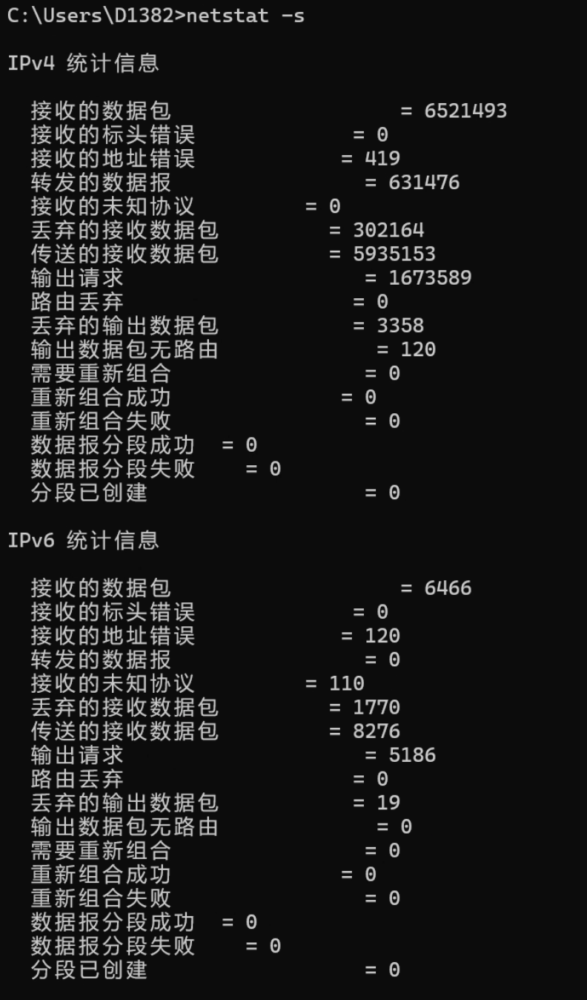 C:\Users\D1382>netstat -s
IPv4 统计信息
接收的数据包 = 6521493
接收的标头错误 = 0
接收的地址错误 = 419
转发的数据报 = 631476
接收的未知协议 = 0
丢弃的接收数据包 = 302164
传送的接收数据包 = 5935153
输出请求 = 1673589
路由丢弃 = 0
丢弃的输出数据包 = 3358
输出数据包无路由 = 120
需要重新组合 = 0
重新组合成功 = 0
重新组合失败 = 0
数据报分段成功 = 0
数据报分段失败 = 0
分段已创建 = 0
IPv6 统计信息
接收的数据包 = 6466
接收的标头错误 = 0
接收的地址错误 = 120
转发的数据报 = 0
接收的未知协议 = 110
丢弃的接收数据包 = 1770
传送的接收数据包 = 8276
输出请求 = 5186
路由丢弃 = 0
丢弃的输出数据包 = 19
输出数据包无路由 = 0
需要重新组合 = 0
重新组合成功 = 0
重新组合失败 = 0
数据报分段成功 = 0
数据报分段失败 = 0
分段已创建 = 0